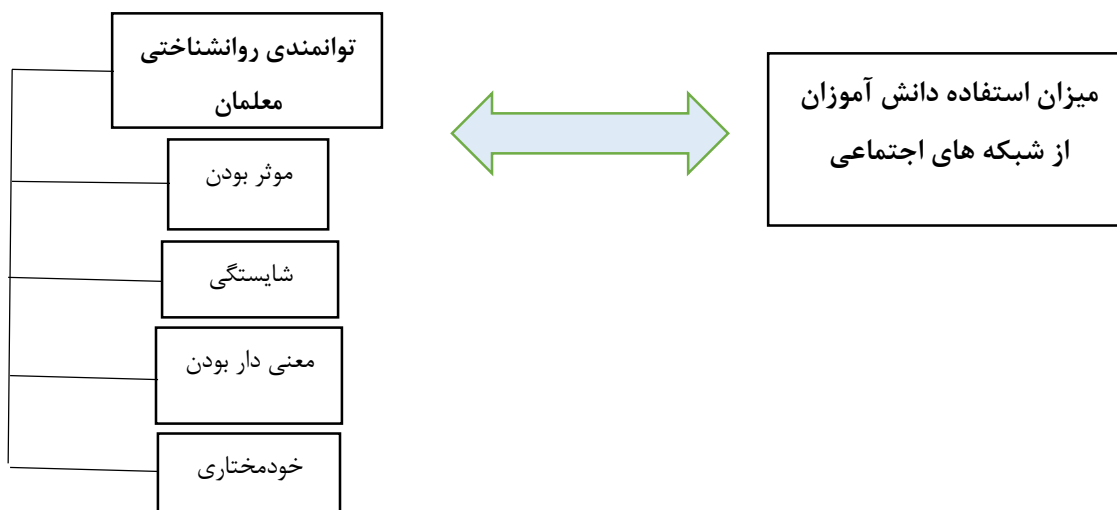 توانمندی روانشناختی
معلمان
میزان استفاده دانش آموزان
از شبکه های اجتماعی
موثر بودن
شایستگی
معنی دار بودن
خودمختاری